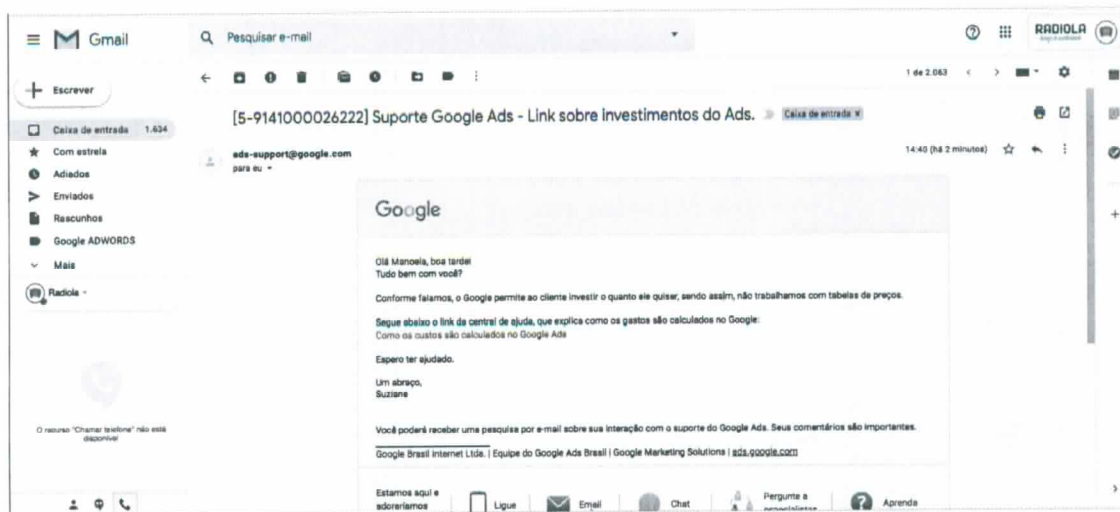 Gmail
Pesquisar e-mail
RADIOLA
1 de 2.063
Escrever
[5-9141000026222] Suporte Google Ads - Link sobre investimentos do Ads.
Caixa de entrada x
Caixa de entrada 1.634
Com estrela
Adiados
Enviados
Rascunhos
Google ADWORDS
Mais
Radiola
ads-support@google.com
para eu
14:40 (há 2 minutos)
Google
Olá Manoela, boa tarde!
Tudo bem com você?
Conforme falamos, o Google permite ao cliente investir o quanto ele quiser, sendo assim, não trabalhamos com tabelas de preços.
Segue abaixo o link da central de ajuda, que explica como os gastos são calculados no Google:
Como os custos são calculados no Google Ads
Espero ter ajudado.
Um abraço,
Suziane
Você poderá receber uma pesquisa por e-mail sobre sua interação com o suporte do Google Ads. Seus comentários são importantes.
Google Brasil Internet Ltda. | Equipe do Google Ads Brasil | Google Marketing Solutions | ads.google.com
O recurso "Chamar telefone" não está
disponível
Estamos aqui e
adoraríamos
Ligue
Email
Chat
Pergunte a
especialistas
Aprenda